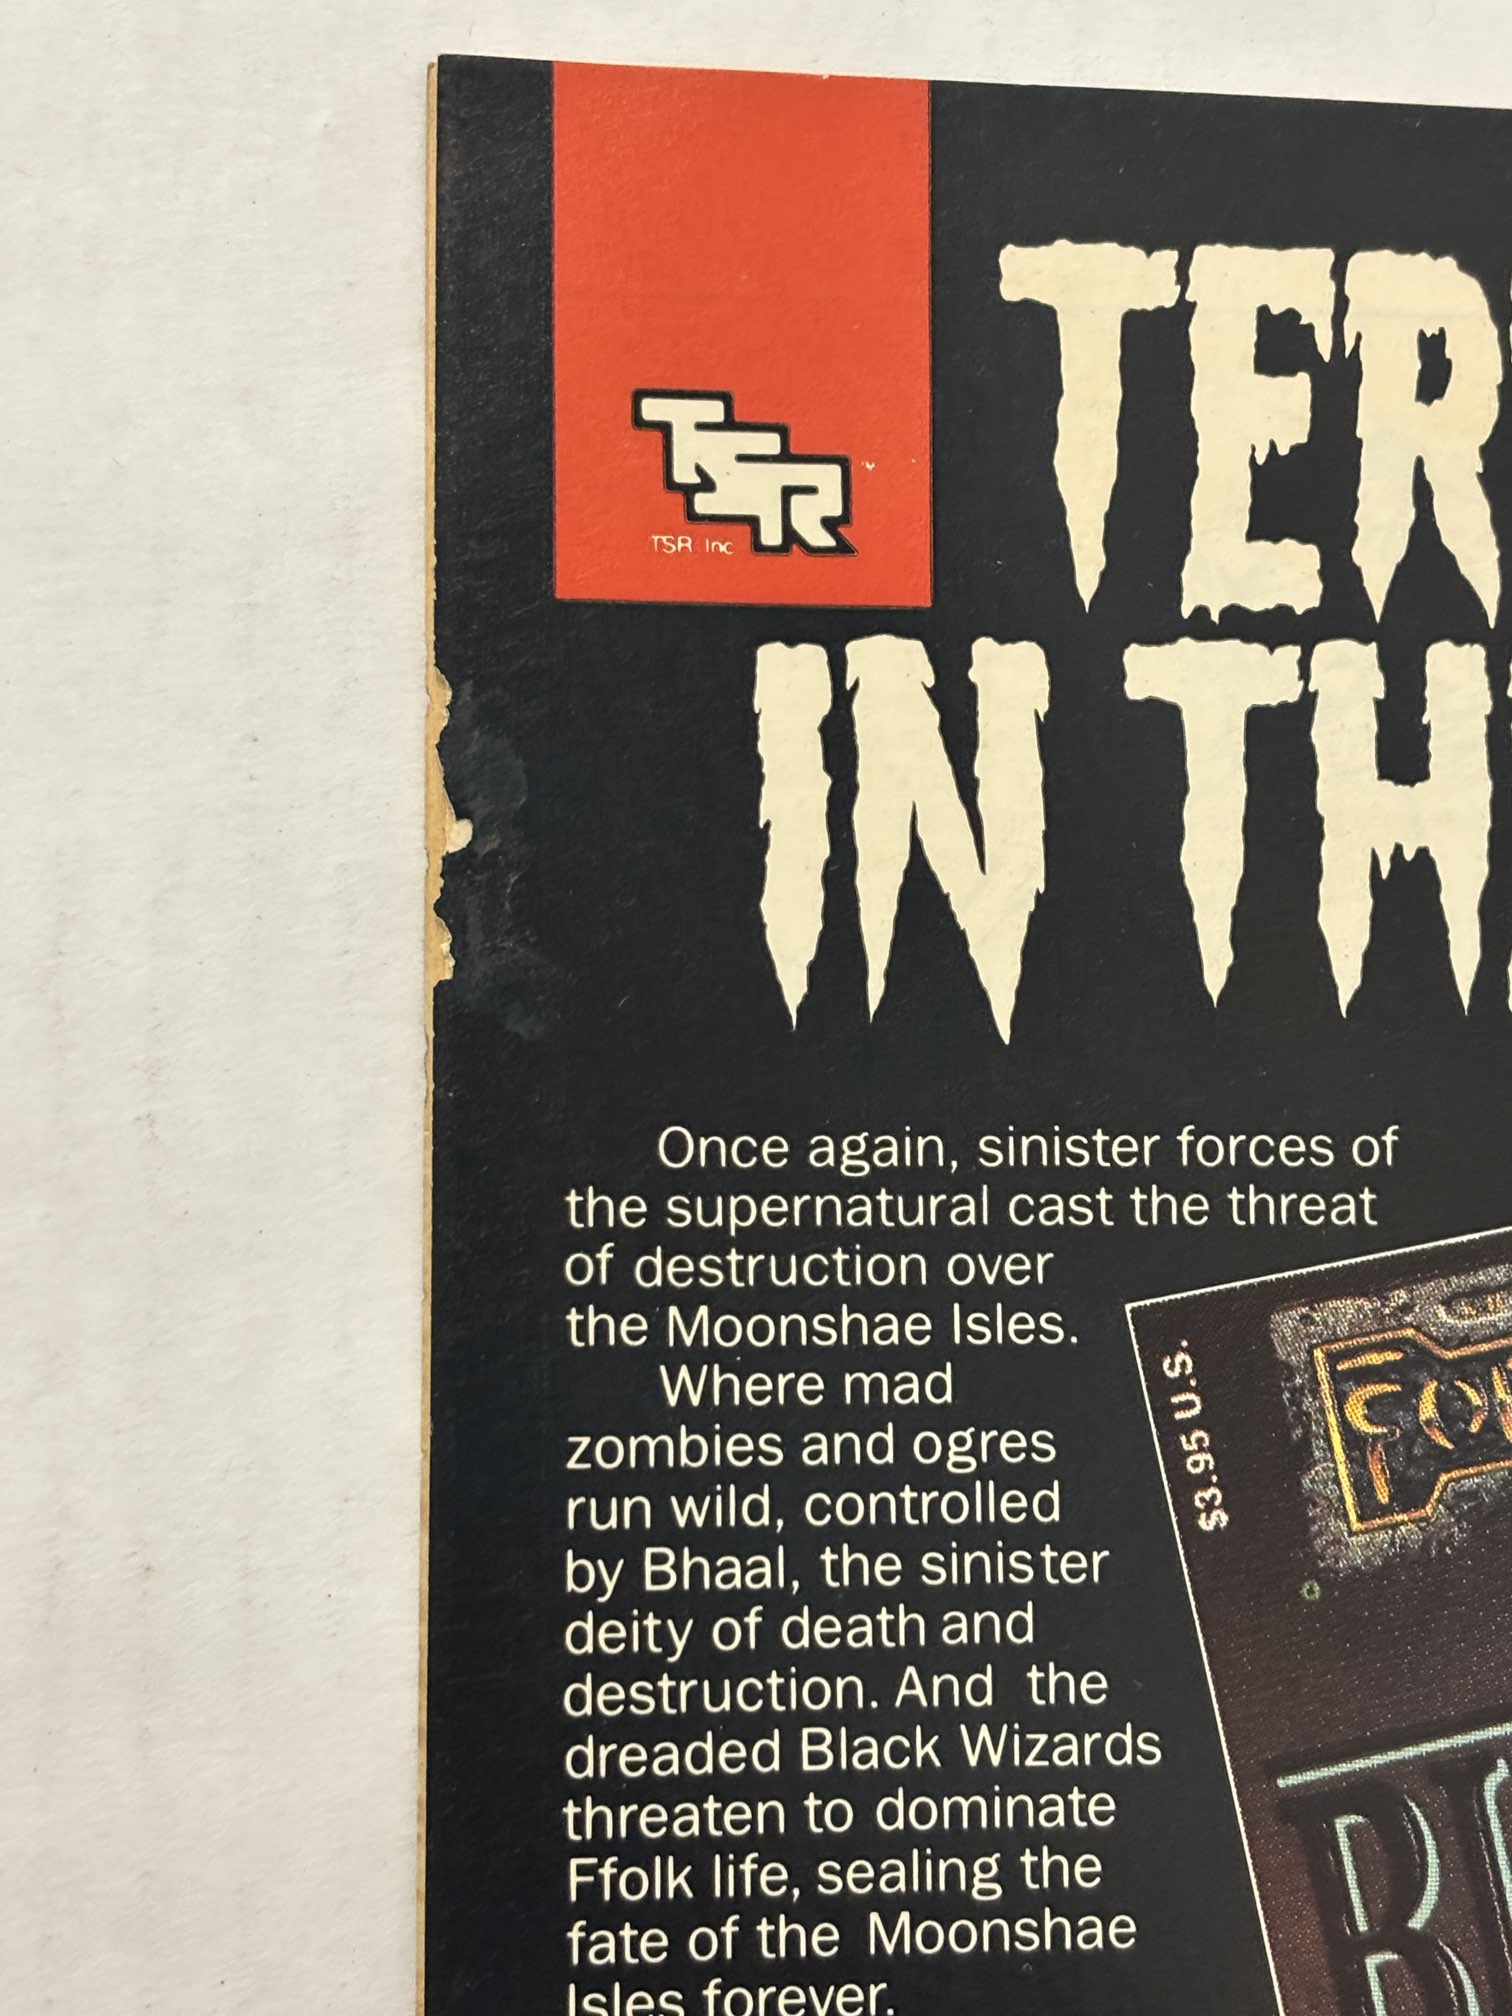 TSR
TSR Inc
™
TER
IN TH
Once again, sinister forces of
the supernatural cast the threat
of destruction over
the Moonshae Isles.
Where mad
zombies and ogres
run wild, controlled
by Bhaal, the sinister
deity of death and
destruction. And the
dreaded Black Wizards
threaten to dominate
Ffolk life, sealing the
fate of the Moonshae
Isles forever.
$3.95 U.S.